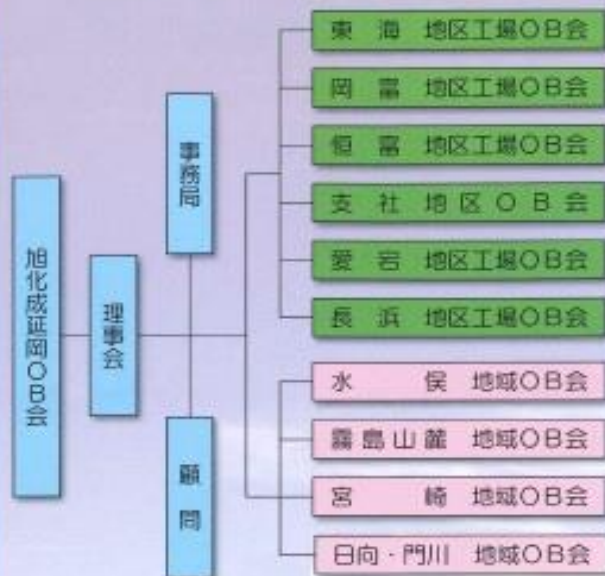 旭化成延岡OB会
理事会
事務局
顧問
東海 地区工場OB会
岡富 地区工場OB会
恒富 地区工場OB会
支社地区OB会
愛宕 地区工場OB会
長浜 地区工場OB会
水俣 地域OB会
霧島山麓 地域OB会
宮崎 地域OB会
日向・門川 地域OB会